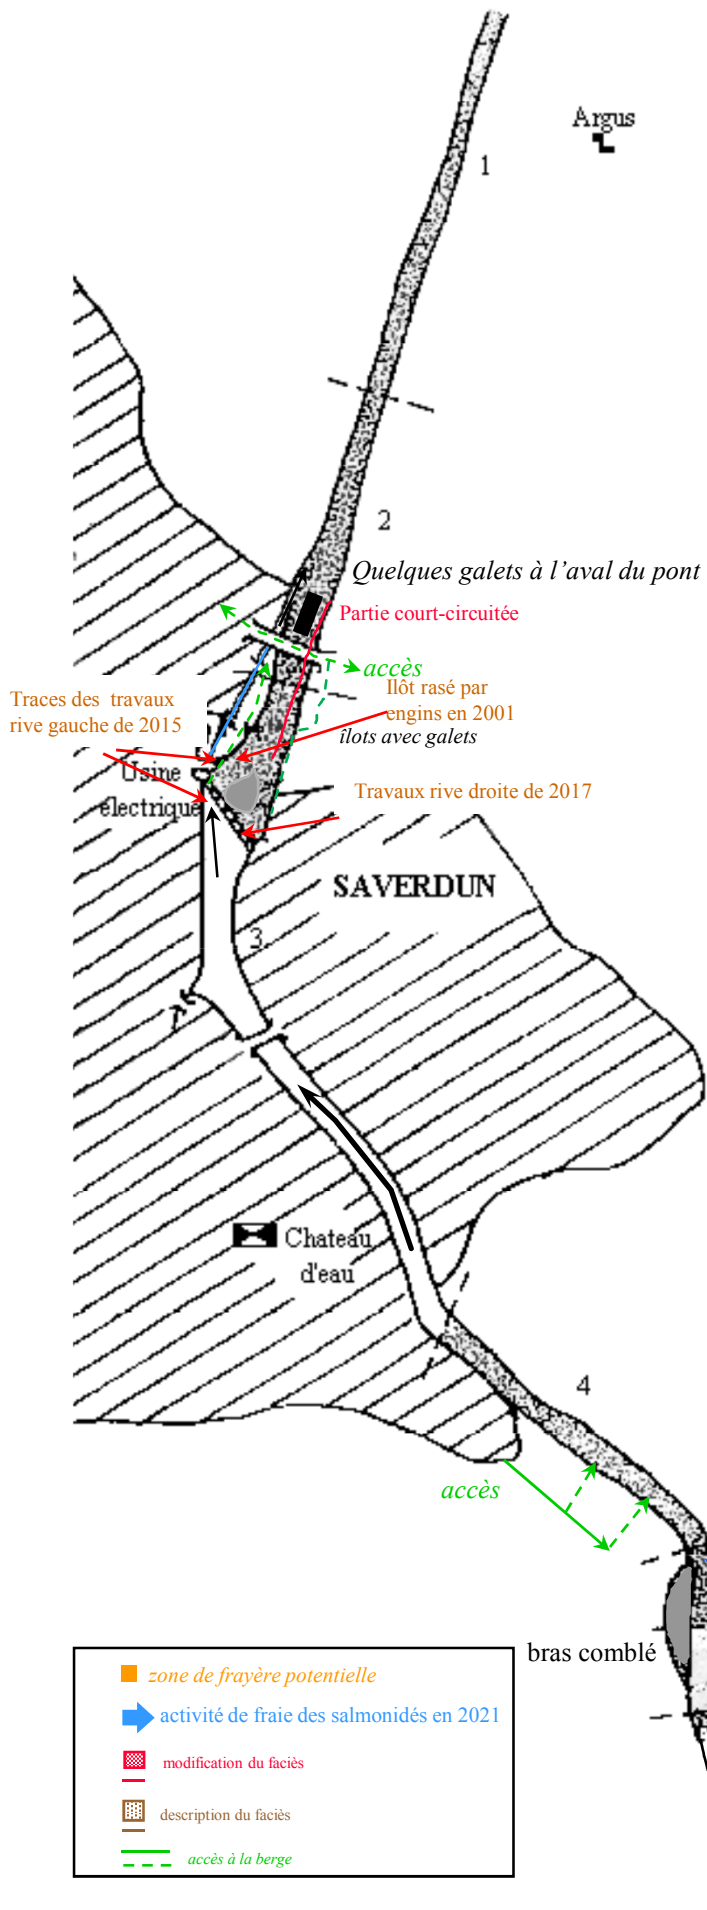 Argus
1
2
Quelques galets à l’aval du pont
Partie court-circuitée
accès
Traces des travaux
rive gauche de 2015
Ilôt rasé par
engins en 2001
îlots avec galets
Usine
électrique
Travaux rive droite de 2017
SAVERDUN
3
Chateau
d'eau
4
accès
bras comblé
zone de frayère potentielle
activité de fraie des salmonidés en 2021
modification du faciès
description du faciès
accès à la berge